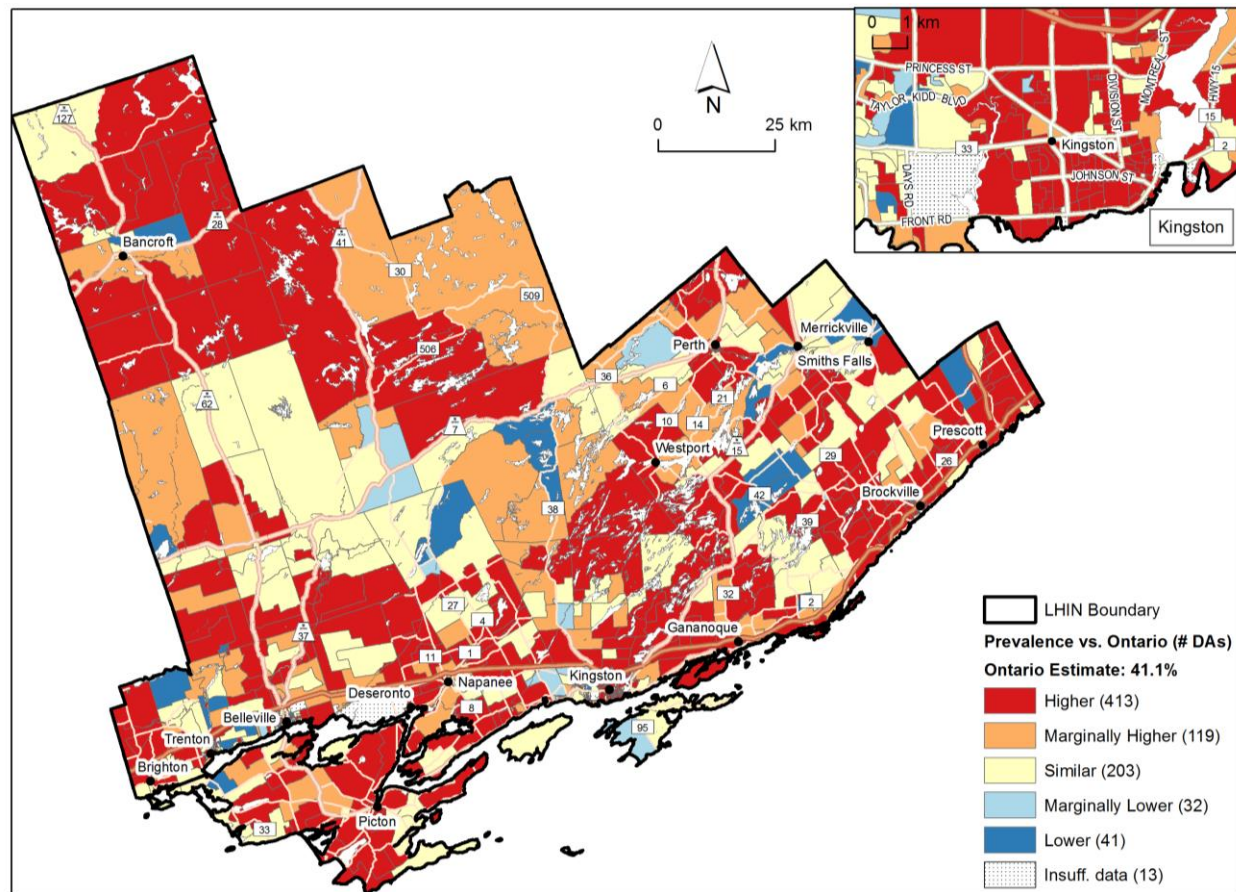 0 1 km
PRINCESS ST
TAYLOR KIDD BLVD
DIVISION ST
MONTREAL ST
HWY 15
15
33
2
Kingston
JOHNSON ST
DAYS RD
FRONT RD
Kingston
N
0 25 km
127
28
Bancroft
41
30
509
506
62
7
36
Perth
Merrickville
Smiths Falls
6
21
10
14
Westport
15
29
Prescott
26
Brockville
42
38
39
27
4
32
2
37
11
1
Gananoque
Kingston
Napanee
Deseronto
8
Belleville
95
Trenton
Brighton
Picton
33
LHIN Boundary
Prevalence vs. Ontario (# DAs)
Ontario Estimate: 41.1%
Higher (413)
Marginally Higher (119)
Similar (203)
Marginally Lower (32)
Lower (41)
Insuff. data (13)